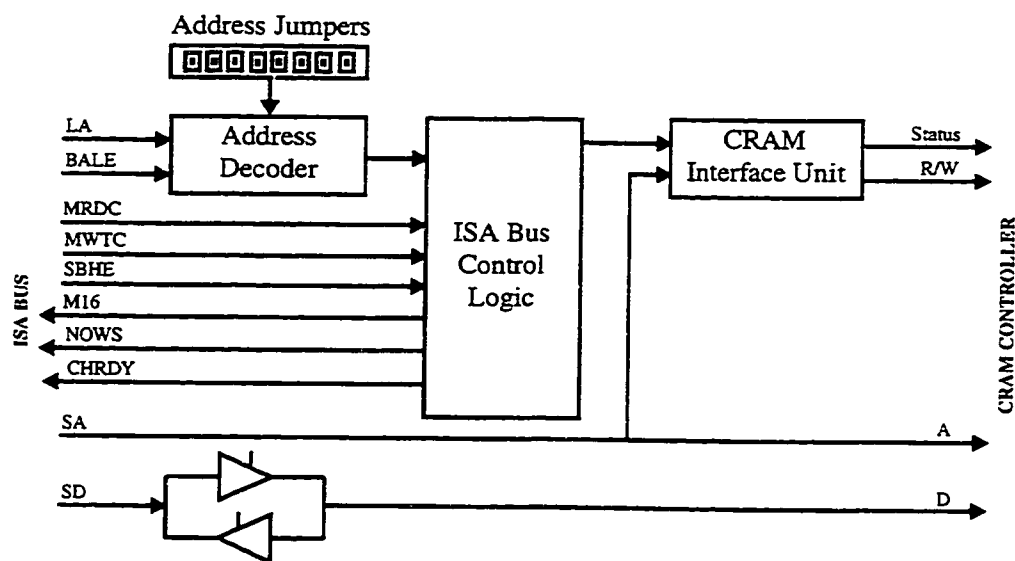 Address Jumpers
LA
BALE
Address
Decoder
MRDC
MWTC
SBHE
M16
NOWS
CHRDY
ISA BUS
ISA Bus
Control
Logic
CRAM
Interface Unit
Status
R/W
CRAM CONTROLLER
SA
A
SD
D